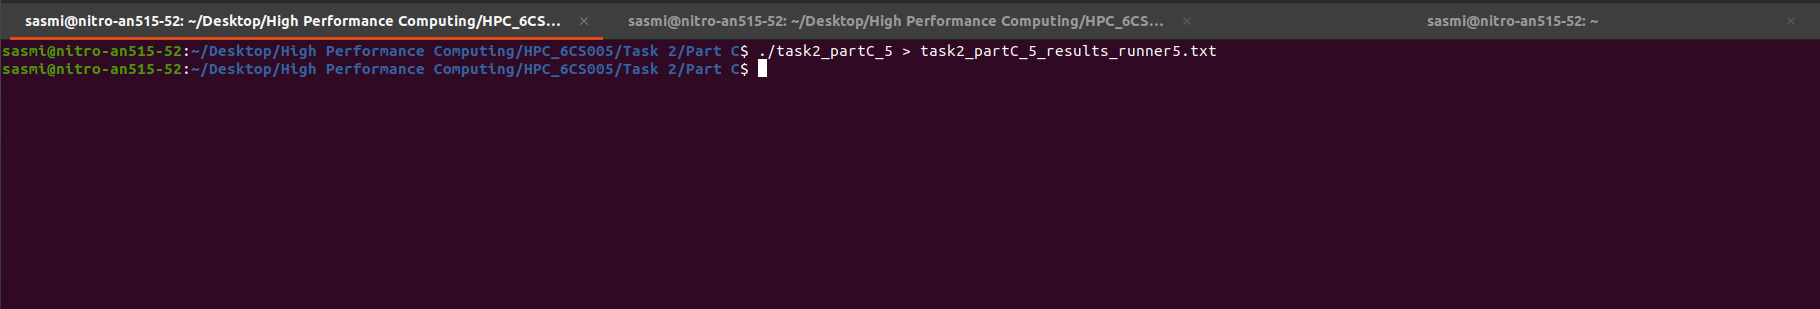 sasmi@nitro-an515-52: ~/Desktop/High Performance Computing/HPC_6CS... × sasmi@nitro-an515-52: ~/Desktop/High Performance Computing/HPC_6CS... × sasmi@nitro-an515-52: ~ ×
sasmi@nitro-an515-52:~/Desktop/High Performance Computing/HPC_6CS005/Task 2/Part C$ ./task2_partC_5 > task2_partC_5_results_runner5.txt
sasmi@nitro-an515-52:~/Desktop/High Performance Computing/HPC_6CS005/Task 2/Part C$